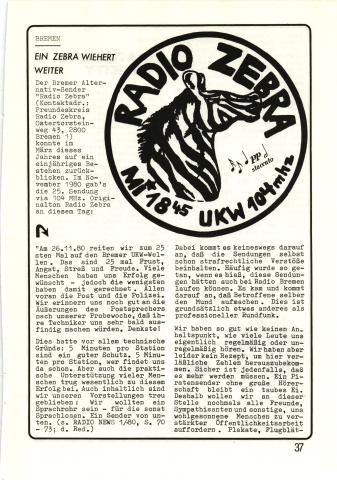 BREMEN
EIN ZEBRA WIEHERT
WEITER
Der Bremer Alter-
nativ-Sender
"Radio Zebra"
(Kontaktadr.:
Freundeskreis
Radio Zebra,
Ostertorstein-
weg 43, 2800
Bremen 1)
konnte im
März dieses
Jahres auf ein
einjähriges Be-
stehen zurück-
blicken. Im No-
vember 1980 gab's
die 25. Sendung
via 104 MHz. Origi-
nalton Radio Zebra
an diesem Tag:
RADIO ZEBRA
pp
staccato
MI 18 45 UKW 104 mhz
"Am 26.11.80 reiten wir zum 25
sten Mal auf den Bremer UKW-Wel-
len. Das sind 25 mal Frust,
Angst, Streß und Freude. Viele
Menschen haben uns Erfolg ge-
wünscht - jedoch die wenigsten
haben damit gerechnet. Allen
voran die Post und die Polizei.
Wir erinnern uns noch gut an die
Äußerungen des Postsprechers
nach unserer Probewoche, daß ih-
re Techniker uns sehr bald aus-
findig machen würden. Denkste!
Dies hatte vor allem technische
Gründe: 5 Minuten pro Station
sind ein guter Schutz. 5 Minu-
ten pro Station, wer findet uns
da schon. Aber auch die prakti-
sche Unterstützung vieler Men-
schen trug wesentlich zu diesem
Erfolg bei. Auch inhaltlich sind
wir unseren Vorstellungen treu
geblieben: Wir wollten ein
Sprachrohr sein - für die sonst
Sprachlosen. Ein Sender von un-
ten. (s. RADIO NEWS 1/80, S. 70
- 73; d. Red.)
Dabei kommt es keineswegs darauf
an, daß die Sendungen selbst
schon strafrechtliche Verstöße
beinhalten. Häufig wurde so ge-
tan, wenn es hieß, diese Sendun-
gen hätten auch bei Radio Bremen
laufen können. Es kam und kommt
darauf an, daß Betroffene selber
den Mund aufmachen. Dies ist
grundsätzlich etwas anderes als
professioneller Rundfunk.
Wir haben so gut wie keinen An-
haltspunkt, wie viele Leute uns
eigentlich regelmäßig oder un-
regelmäßig hören. Wir haben aber
leider kein Rezept, um hier ver-
läßliche Zahlen herauszubekom-
men. Sicher ist jedenfalls, daß
es mehr werden müssen. Ein Pi-
ratensender ohne große Hörer-
schaft bleibt ein taubes Ei.
Deshalb wollen wir an dieser
Stelle nochmals alle Freunde,
Sympathisanten und sonstige, uns
wohlgesonnene Menschen zu ver-
stärkter Öffentlichkeitsarbeit
auffordern. Plakate, Flugblät-
37